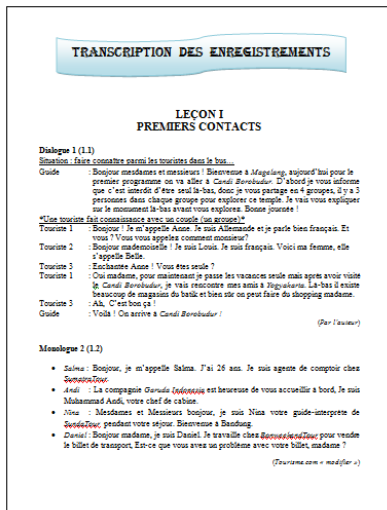 TRANSCRIPTION DES ENREGISTREMENTS
LEÇON I
PREMIERS CONTACTS
Dialogue 1 (1.1)
Situation : faire connaitre parmi les touristes dans le bus…
Guide : Bonjour mesdames et messieurs ! Bienvenue à Magelang, aujourd'hui pour le
premier programme on va aller a Candi Borobudur. D'abord je vous informe
que c'est interdit d'être seul là-bas, donc je vous partage en 4 groupes, il y a 3
personnes dans chaque groupe pour explorer ce temple. Je vais vous expliquer
sur le monument là-bas avant vous explorez. Bonne journée !
*Une touriste fait connaissance avec un couple (un groupe)*
Touriste 1 : Bonjour ! Je m'appelle Anne. Je suis Allemande et je parle bien français. Et
vous ? Vous vous appelez comment monsieur?
Touriste 2 : Bonjour mademoiselle ! Je suis Louis. Je suis français. Voici ma femme, elle
s'appelle Belle.
Touriste 3 : Enchantée Anne ! Vous êtes seule ?
Touriste 1 : Oui madame, pour maintenant je passe les vacances seule mais après avoir visité
le Candi Borobudur, je vais rencontre mes amis à Yogyakarta. Là-bas il existe
beaucoup de magasins du batik et bien sûr on peut faire du shopping madame.
Touriste 3 : Ah, C'est bon ça !
Guide : Voilà ! On arrive a Candi Borobudur !
(Par l'auteur)
Monologue 2 (1.2)
• Salma : Bonjour, je m'appelle Salma. J'ai 26 ans. Je suis agente de comptoir chez
SumatraTour.
• Andi : La compagnie Garuda Indonesia est heureuse de vous accueillir à bord, Je suis
Muhammad Andi, votre chef de cabine.
• Nina : Mesdames et Messieurs bonjour, je suis Nina votre guide-interprète de
SundaTour, pendant votre séjour. Bienvenue à Bandung.
• Daniel : Bonjour madame, je suis Daniel. Je travaille chez pour vendre
le billet de transport, Est-ce que vous avez un problème avec votre billet, madame ?
(Tourisme.com « modifier »)